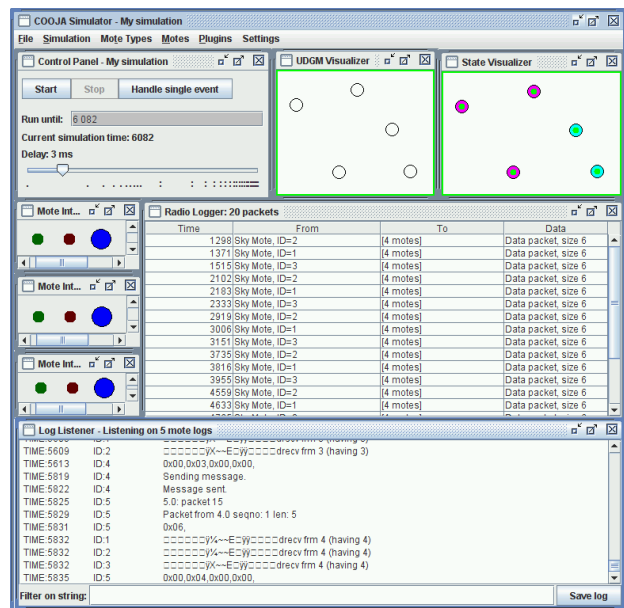 COOJA Simulator - My simulation
File Simulation Mote Types Motes Plugins Settings
Control Panel - My simulation
Start Stop Handle single event
Run until: 6 082
Current simulation time: 6082
Delay: 3 ms
UDGM Visualizer
State Visualizer
Mote Int...
Mote Int...
Mote Int...
Radio Logger: 20 packets
Time From To Data
1298 Sky Mote, ID=2 [4 motes] Data packet, size 6
1371 Sky Mote, ID=1 [4 motes] Data packet, size 6
1515 Sky Mote, ID=3 [4 motes] Data packet, size 6
2102 Sky Mote, ID=2 [4 motes] Data packet, size 6
2183 Sky Mote, ID=1 [4 motes] Data packet, size 6
2333 Sky Mote, ID=3 [4 motes] Data packet, size 6
2919 Sky Mote, ID=2 [4 motes] Data packet, size 6
3006 Sky Mote, ID=1 [4 motes] Data packet, size 6
3151 Sky Mote, ID=3 [4 motes] Data packet, size 6
3735 Sky Mote, ID=2 [4 motes] Data packet, size 6
3816 Sky Mote, ID=1 [4 motes] Data packet, size 6
3955 Sky Mote, ID=3 [4 motes] Data packet, size 6
4559 Sky Mote, ID=2 [4 motes] Data packet, size 6
4633 Sky Mote, ID=1 [4 motes] Data packet, size 6
Log Listener - Listening on 5 mote logs
TIME:5609 ID:2 □□□□□□ÿX~~E□ÿÿ□□□□drecv frm 3 (having 3)
TIME:5613 ID:4 0x00,0x03,0x00,0x00,
TIME:5819 ID:4 Sending message.
TIME:5822 ID:4 Message sent.
TIME:5825 ID:5 5.0: packet 15
TIME:5829 ID:5 Packet from 4.0 seqno: 1 len: 5
TIME:5831 ID:5 0x06,
TIME:5832 ID:1 □□□□□□ÿ¼~~E□ÿÿ□□□□drecv frm 4 (having 4)
TIME:5832 ID:2 □□□□□□ÿ¼~~E□ÿÿ□□□□drecv frm 4 (having 4)
TIME:5832 ID:3 □□□□□□ÿX~~E□ÿÿ□□□□drecv frm 4 (having 4)
TIME:5835 ID:5 0x00,0x04,0x00,0x00,
Filter on string: Save log